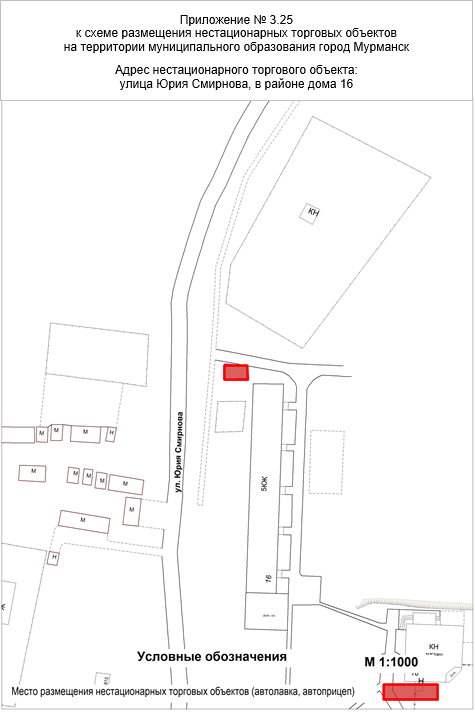 Приложение № 3.25
к схеме размещения нестационарных торговых объектов
на территории муниципального образования город Мурманск
Адрес нестационарного торгового объекта:
улица Юрия Смирнова, в районе дома 16
КН
М
М
М
Н
ул. Юрия Смирнова
М
М
М
М
М
5КЖ
М
М
Н
16
КН
Условные обозначения
М 1:1000
Н
Место размещения нестационарных торговых объектов (автолавка, автоприцеп)